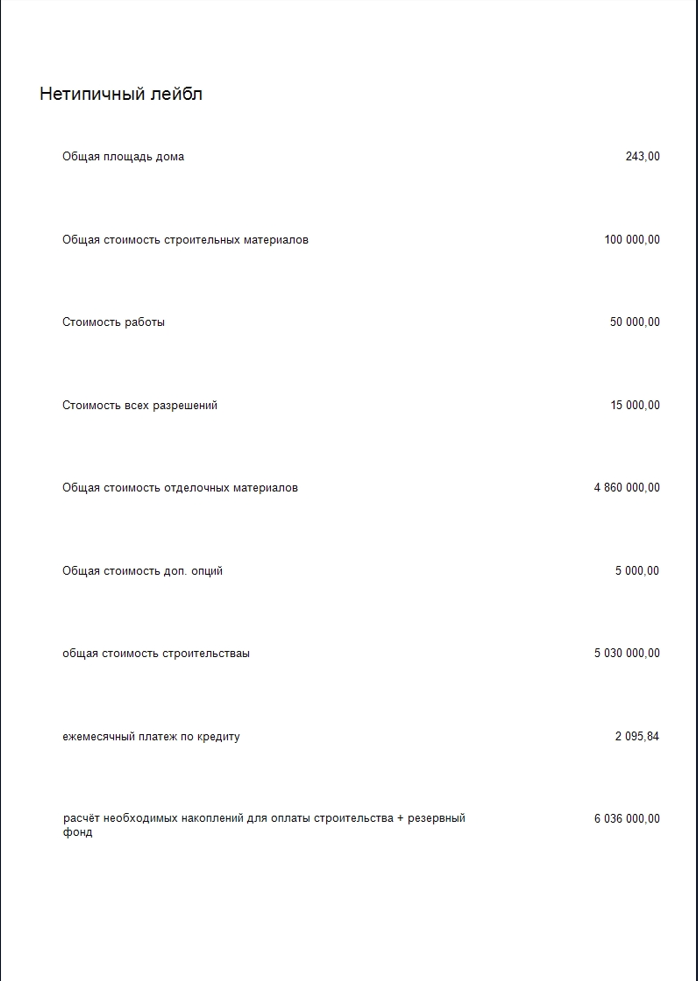 Нетипичный лейбл
Общая площадь дома 243,00
Общая стоимость строительных материалов 100 000,00
Стоимость работы 50 000,00
Стоимость всех разрешений 15 000,00
Общая стоимость отделочных материалов 4 860 000,00
Общая стоимость доп. опций 5 000,00
общая стоимость строительстваы 5 030 000,00
ежемесячный платеж по кредиту 2 095,84
расчёт необходимых накоплений для оплаты строительства + резервный 6 036 000,00
фонд